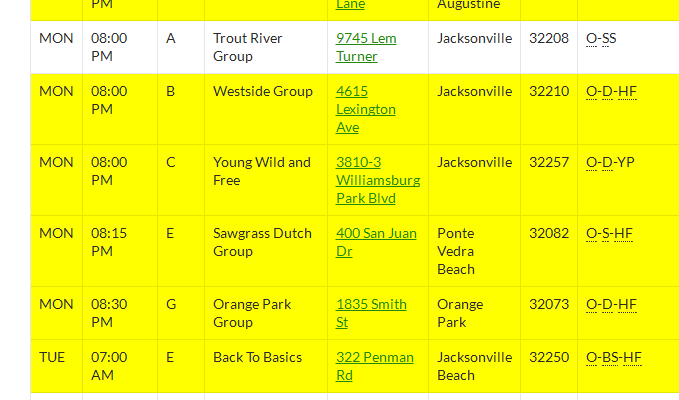 PM Lane Augustine
MON 08:00 A Trout River 9745 Lem Jacksonville 32208 O-SS
PM Group Turner
MON 08:00 B Westside Group 4615 Jacksonville 32210 O-D-HF
PM Lexington
Ave
MON 08:00 C Young Wild and 3810-3 Jacksonville 32257 O-D-YP
PM Free Williamsburg
Park Blvd
MON 08:15 E Sawgrass Dutch 400 San Juan Ponte 32082 O-S-HF
PM Group Dr Vedra
Beach
MON 08:30 G Orange Park 1835 Smith Orange 32073 O-D-HF
PM Group St Park
TUE 07:00 E Back To Basics 322 Penman Jacksonville 32250 O-BS-HF
AM Rd Beach